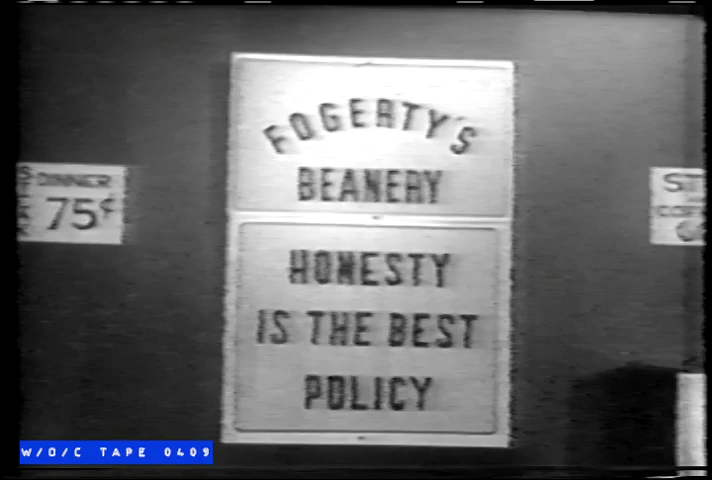 FOGERTY'S
BEANERY
DINNER
75¢
HONESTY
IS THE BEST
POLICY
W/O/C TAPE 0409